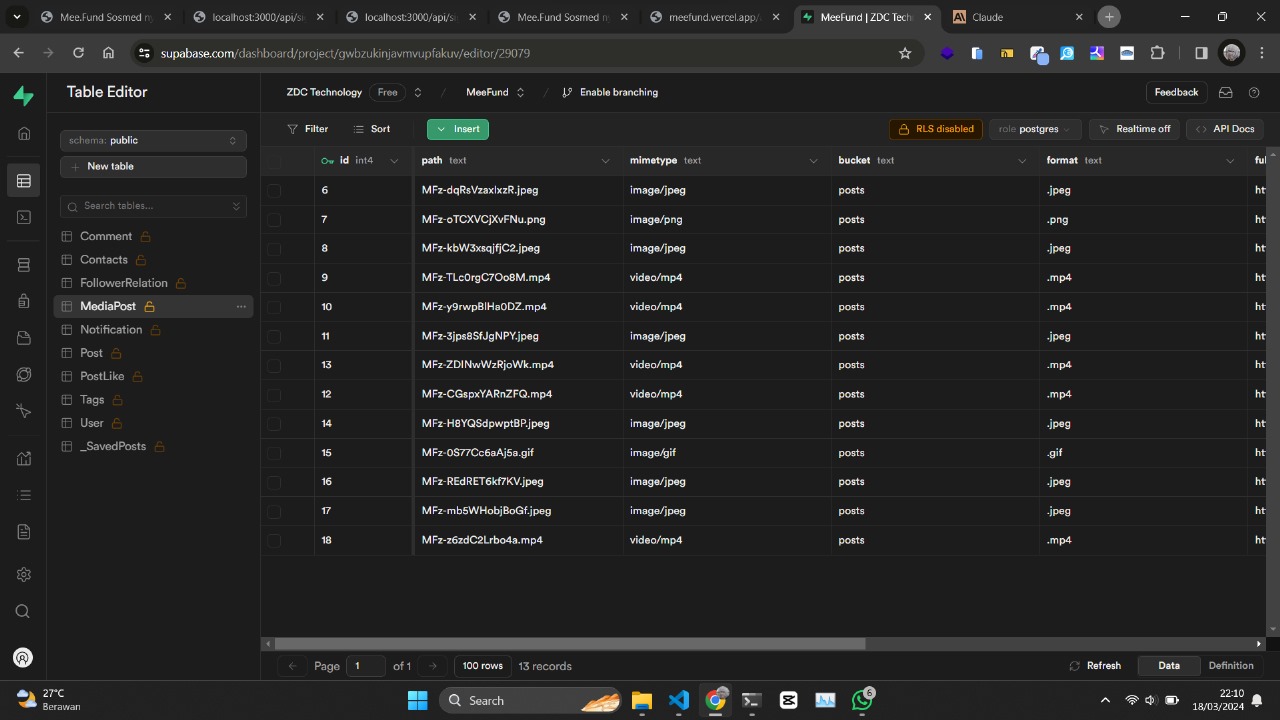 Mee.Fund Sosmed ny
localhost:3000/api/si
localhost:3000/api/si
Mee.Fund Sosmed ny
meefund.vercel.app/
MeeFund | ZDC Tech
Claude
supabase.com/dashboard/project/qwbzukinjavmvupfakuv/editor/29079
Table Editor
ZDC Technology Free / MeeFund / Enable branching
Feedback
schema: public
New table
Search tables...
Comment
Contacts
FollowerRelation
MediaPost
Notification
Post
PostLike
Tags
User
_SavedPosts
Filter Sort Insert RLS disabled role postgres Realtime off API Docs
id int4 path text mimetype text bucket text format text ful
6 MFz-dqRsVzaxIxzR.jpeg image/jpeg posts .jpeg ht
7 MFz-oTCXVCjXvFNu.png image/png posts .png ht
8 MFz-kbW3xsqjfjC2.jpeg image/jpeg posts .jpeg ht
9 MFz-TLc0rgC7Oo8M.mp4 video/mp4 posts .mp4 ht
10 MFz-y9rwpBlHa0DZ.mp4 video/mp4 posts .mp4 ht
11 MFz-3jps8SfJgNPY.jpeg image/jpeg posts .jpeg ht
13 MFz-ZDINwWzRjoWk.mp4 video/mp4 posts .mp4 ht
12 MFz-CGspxYARnZFQ.mp4 video/mp4 posts .mp4 ht
14 MFz-H8YQSdpwptBP.jpeg image/jpeg posts .jpeg ht
15 MFz-0S77Cc6aAj5a.gif image/gif posts .gif ht
16 MFz-REdRET6kf7KV.jpeg image/jpeg posts .jpeg ht
17 MFz-mb5WHobjBoGf.jpeg image/jpeg posts .jpeg ht
18 MFz-z6zdC2Lrbo4a.mp4 video/mp4 posts .mp4 ht
Page 1 of 1 100 rows 13 records Refresh Data Definition
27°C
Berawan
Search
6
22:10
18/03/2024